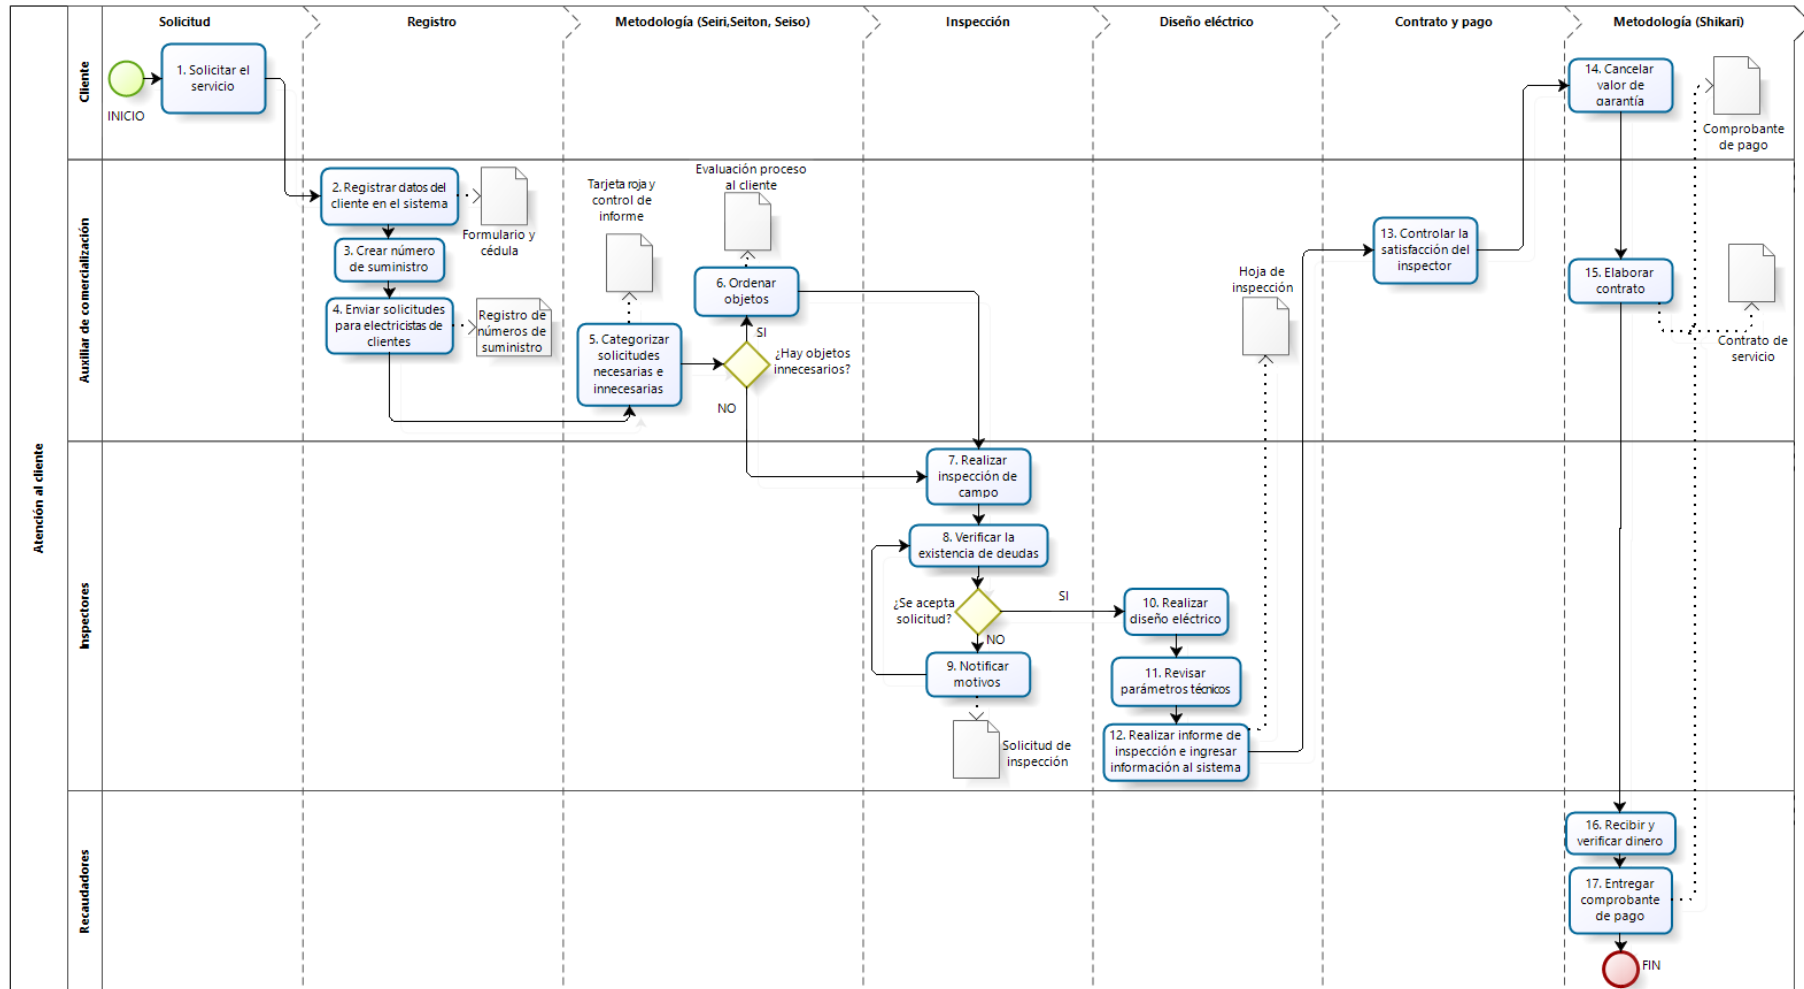 Solicitud
Registro
Metodología (Seiri,Seiton, Seiso)
Inspección
Diseño eléctrico
Contrato y pago
Metodología (Shikari)
Atención al cliente
Cliente
INICIO
1. Solicitar el
servicio
14. Cancelar
valor de
garantía
Comprobante
de pago
Auxiliar de comercialización
2. Registrar datos del
cliente en el sistema
Formulario y
cédula
3. Crear número
de suministro
4. Enviar solicitudes
para electricistas de
clientes
Registro de
números de
suministro
Tarjeta roja y
control de
informe
Evaluación proceso
al cliente
5. Categorizar
solicitudes
necesarias e
innecesarias
6. Ordenar
objetos
SI
¿Hay objetos
innecesarios?
NO
Hoja de
inspección
13. Controlar la
satisfacción del
inspector
15. Elaborar
contrato
Contrato de
servicio
Inspectores
7. Realizar
inspección de
campo
8. Verificar la
existencia de deudas
¿Se acepta
solicitud?
SI
NO
9. Notificar
motivos
Solicitud de
inspección
10. Realizar
diseño eléctrico
11. Revisar
parámetros técnicos
12. Realizar informe de
inspección e ingresar
información al sistema
Recaudadores
16. Recibir y
verificar dinero
17. Entregar
comprobante
de pago
FIN